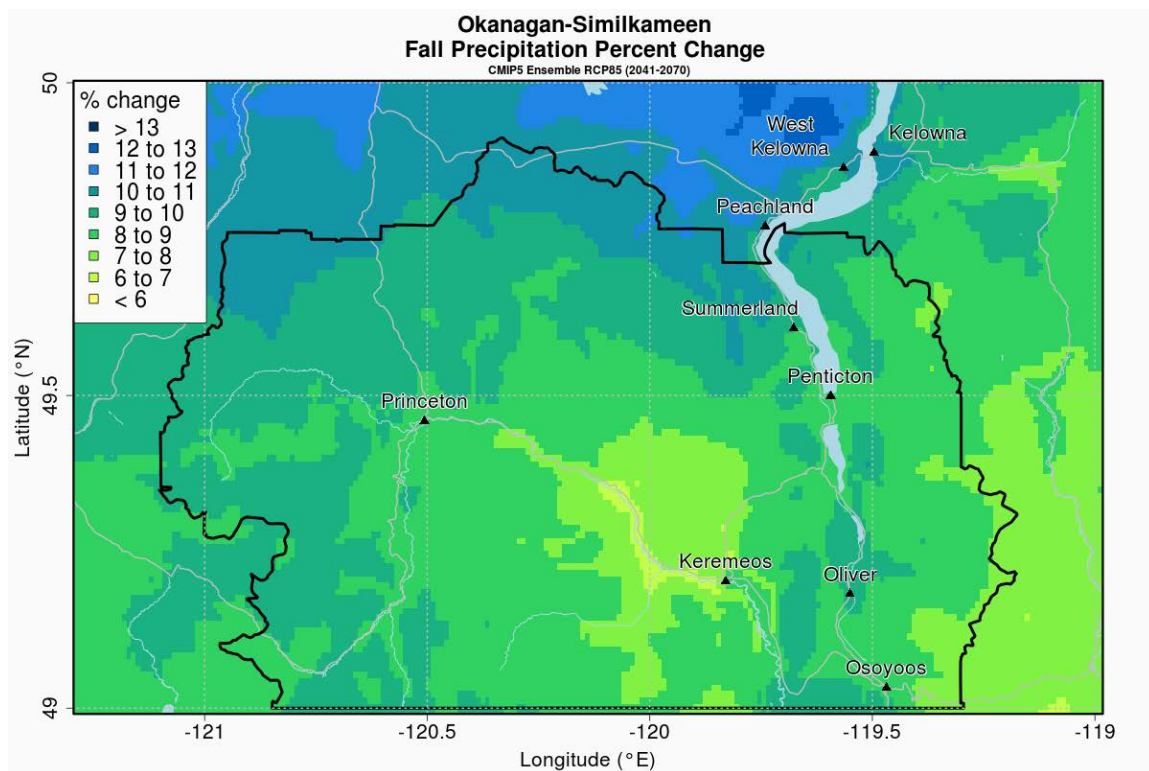 Okanagan-Similkameen
Fall Precipitation Percent Change
CMIP5 Ensemble RCP85 (2041-2070)
% change
> 13
12 to 13
11 to 12
10 to 11
9 to 10
8 to 9
7 to 8
6 to 7
< 6
West
Kelowna
Kelowna
Peachland
Summerland
Penticton
Princeton
Keremeos
Oliver
Osoyoos
50
49.5
49
Latitude (°N)
-121
-120.5
-120
-119.5
-119
Longitude (°E)